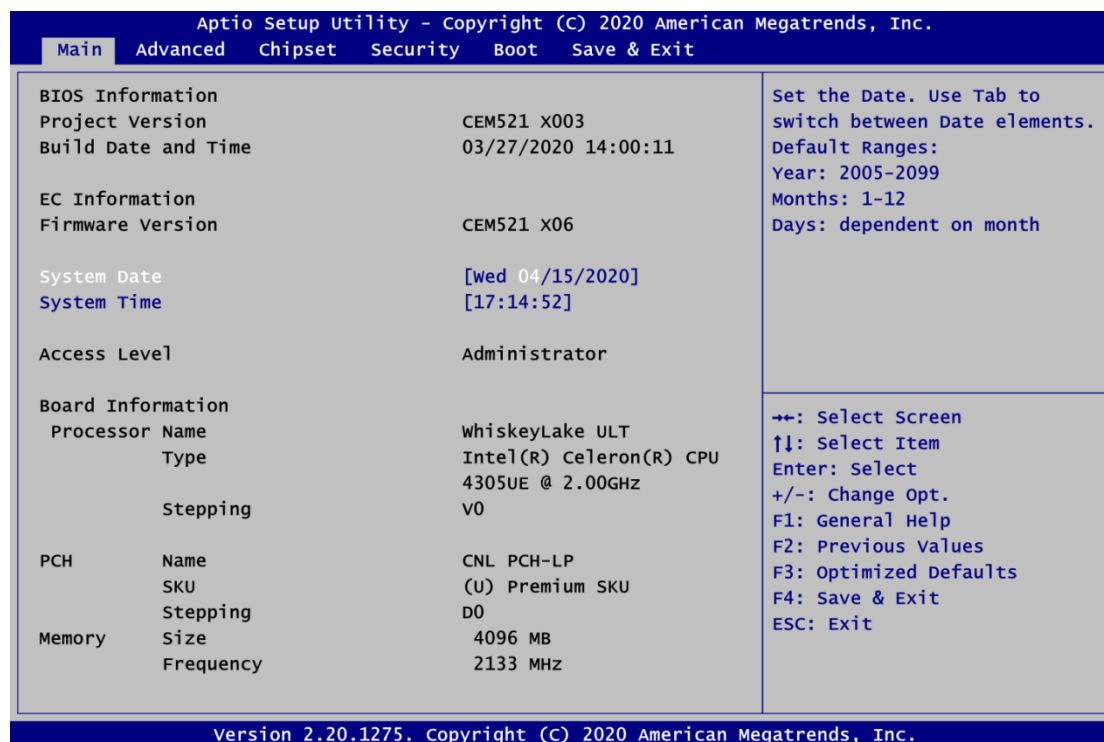 Aptio Setup Utility - Copyright (C) 2020 American Megatrends, Inc.
Main Advanced Chipset Security Boot Save & Exit
BIOS Information
Project Version CEM521 X003
Build Date and Time 03/27/2020 14:00:11
EC Information
Firmware Version CEM521 X06
System Date [Wed 04/15/2020]
System Time [17:14:52]
Access Level Administrator
Board Information
Processor Name WhiskeyLake ULT
Type Intel(R) Celeron(R) CPU
4305UE @ 2.00GHz
Stepping V0
PCH Name CNL PCH-LP
SKU (U) Premium SKU
Stepping D0
Memory Size 4096 MB
Frequency 2133 MHz
Set the Date. Use Tab to
switch between Date elements.
Default Ranges:
Year: 2005-2099
Months: 1-12
Days: dependent on month
→←: Select Screen
↑↓: Select Item
Enter: Select
+/-: Change Opt.
F1: General Help
F2: Previous Values
F3: Optimized Defaults
F4: Save & Exit
ESC: Exit
Version 2.20.1275. Copyright (C) 2020 American Megatrends, Inc.